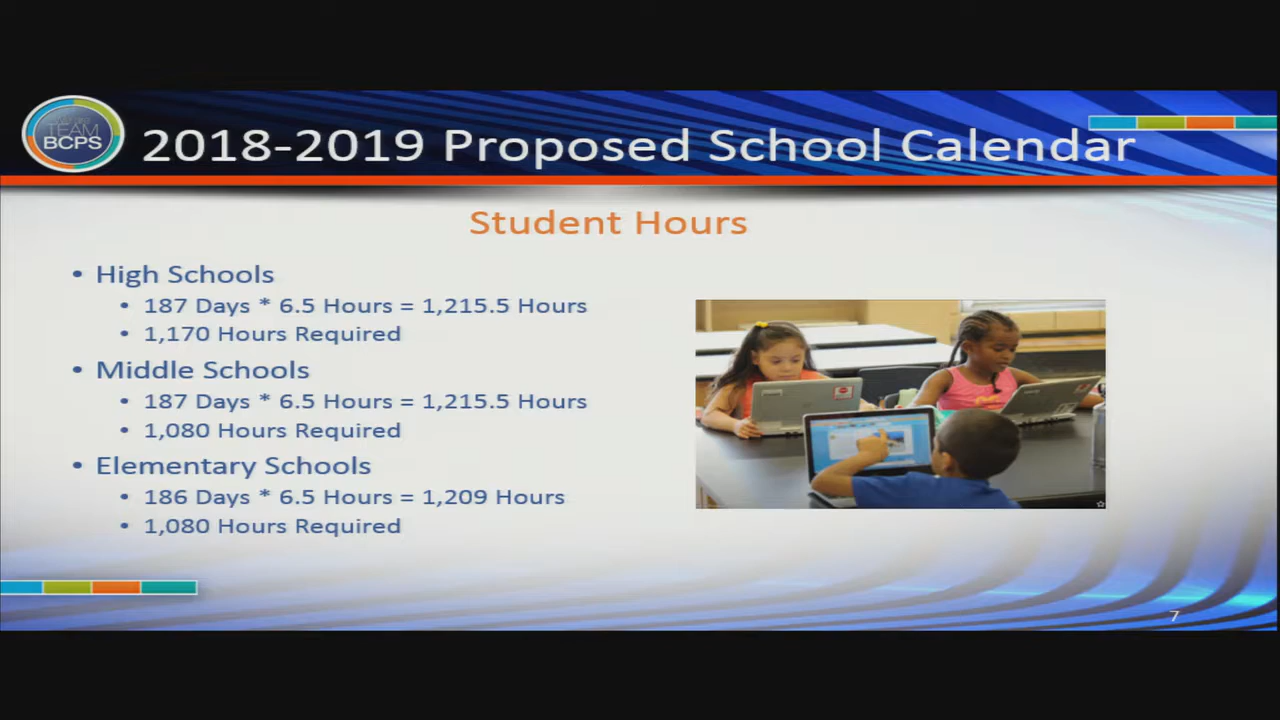 TEAM
BCPS
2018-2019 Proposed School Calendar
Student Hours
• High Schools
• 187 Days * 6.5 Hours = 1,215.5 Hours
• 1,170 Hours Required
• Middle Schools
• 187 Days * 6.5 Hours = 1,215.5 Hours
• 1,080 Hours Required
• Elementary Schools
• 186 Days * 6.5 Hours = 1,209 Hours
• 1,080 Hours Required
7